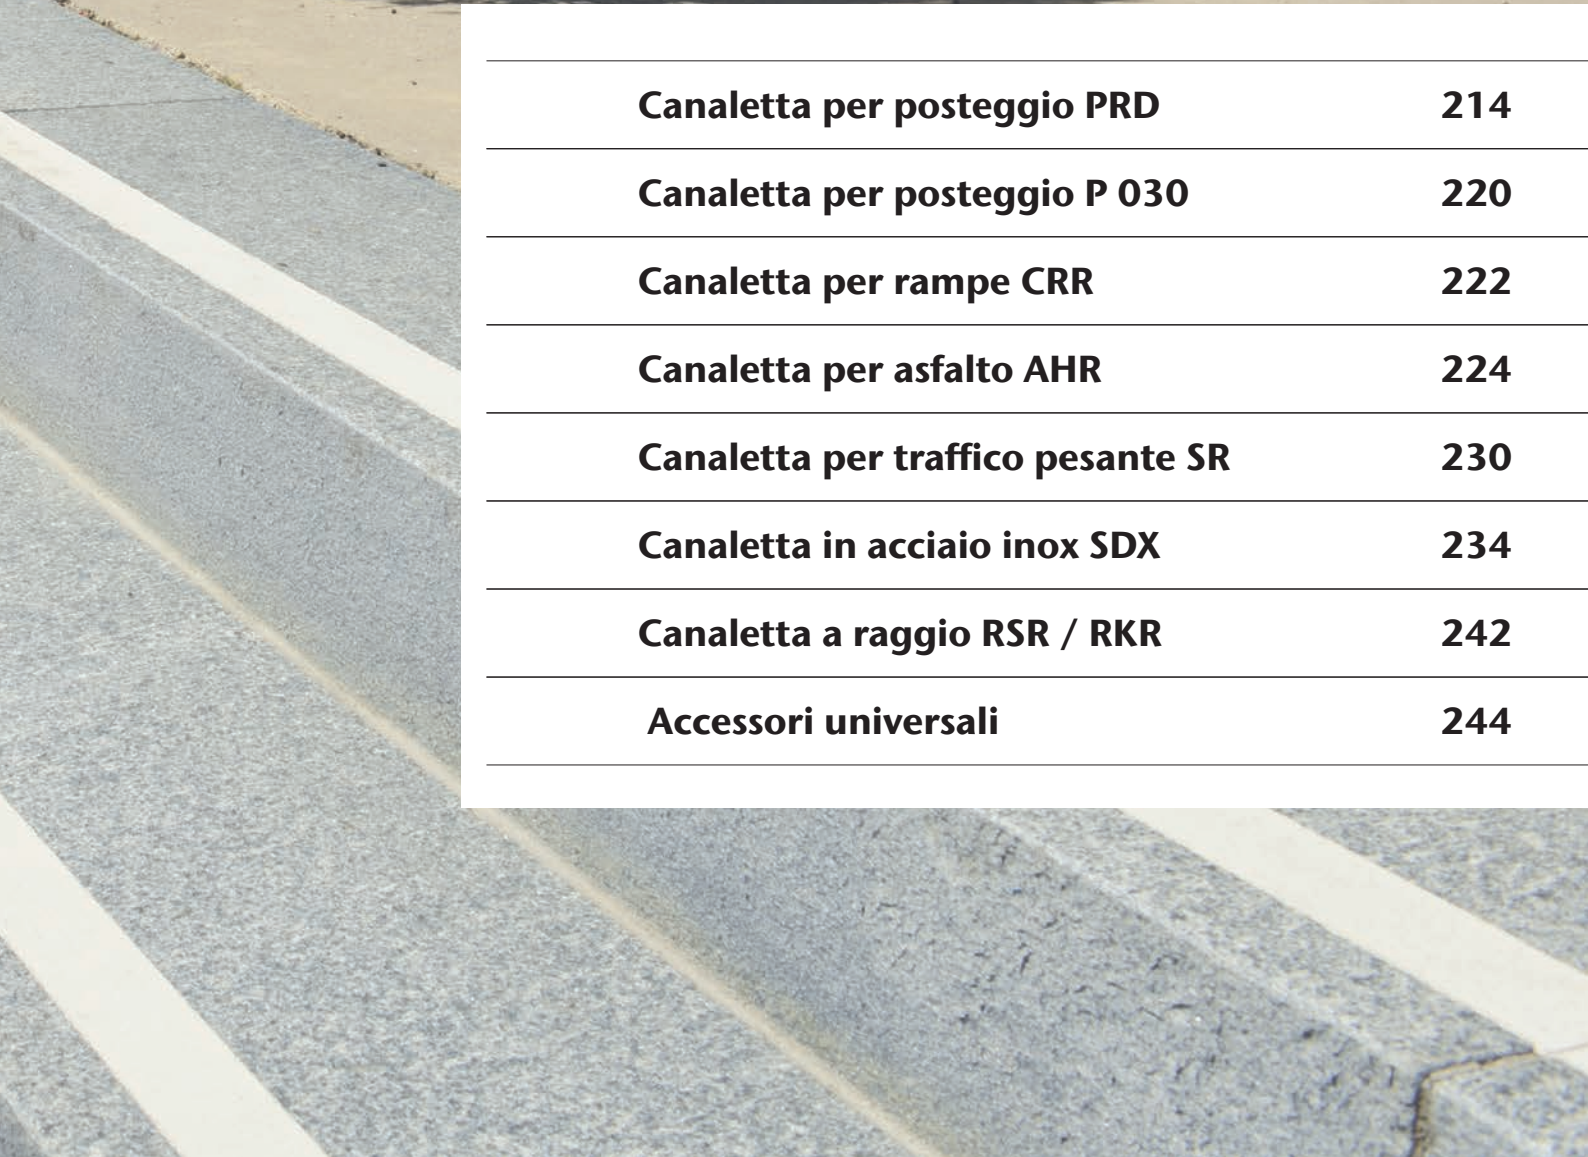 Canaletta per posteggio PRD 214
Canaletta per posteggio P 030 220
Canaletta per rampe CRR 222
Canaletta per asfalto AHR 224
Canaletta per traffico pesante SR 230
Canaletta in acciaio inox SDX 234
Canaletta a raggio RSR / RKR 242
Accessori universali 244